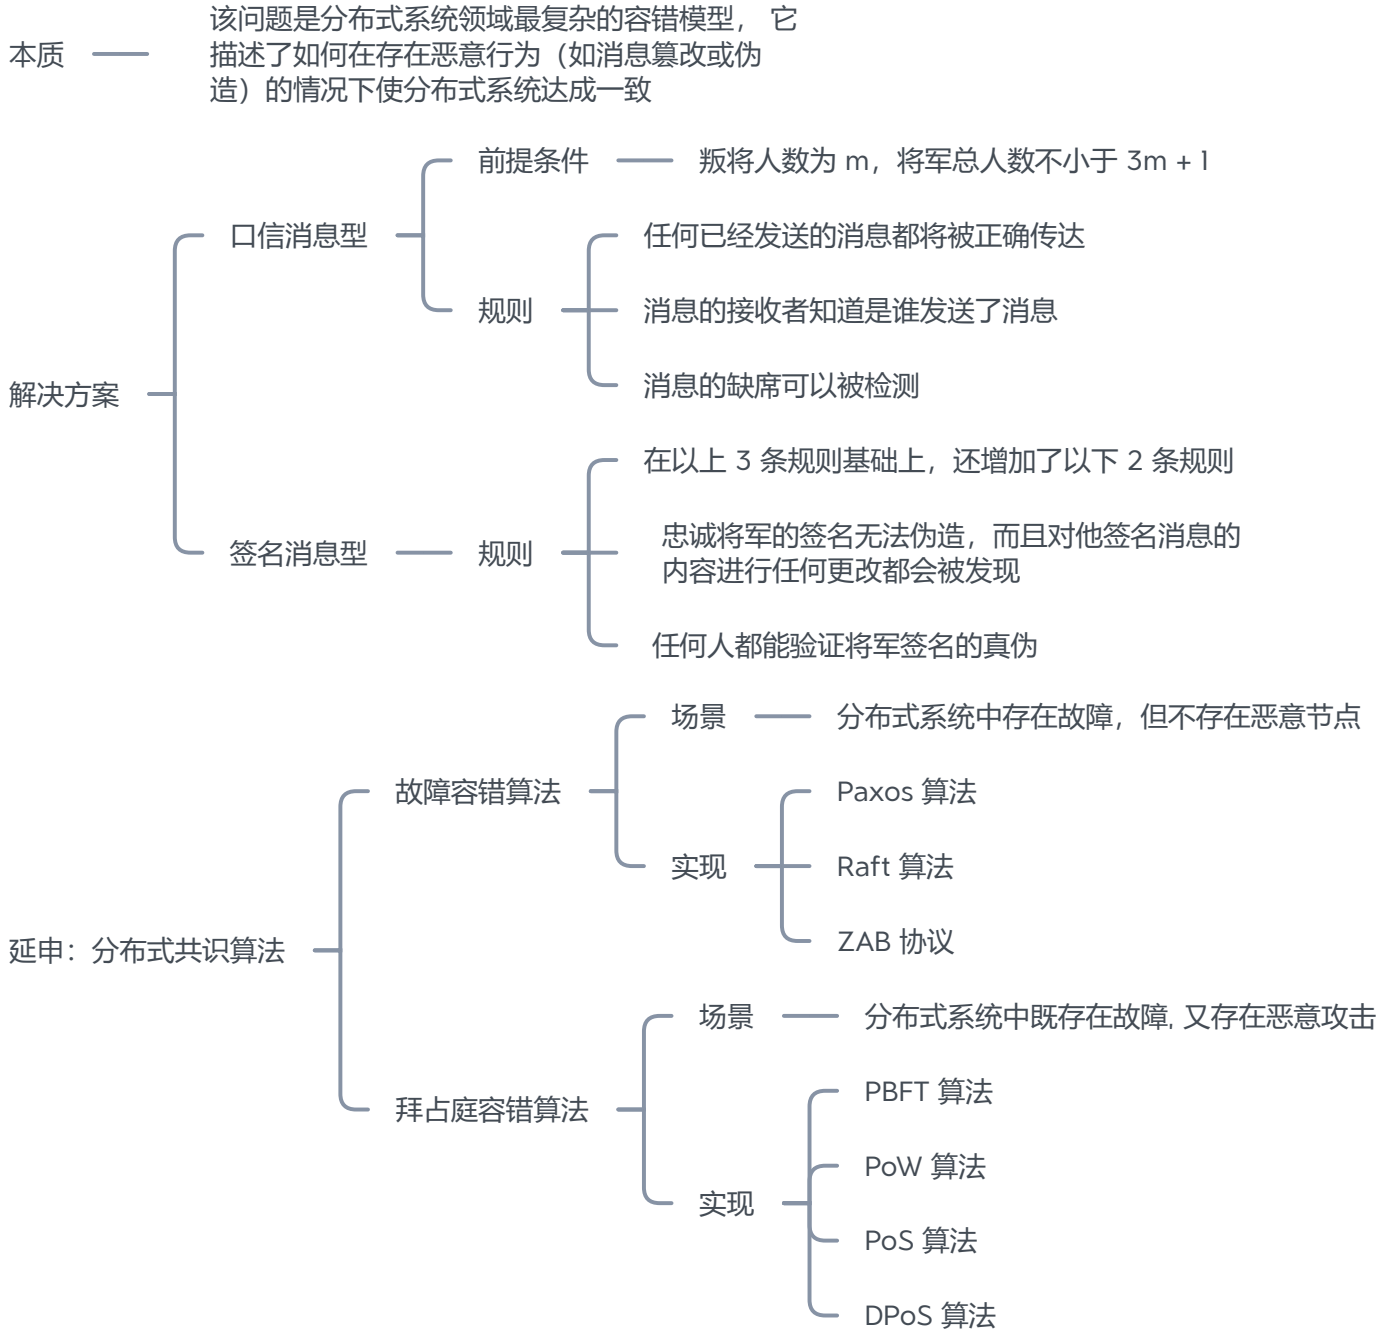 该问题是分布式系统领域最复杂的容错模型， 它
本质
描述了如何在存在恶意行为（如消息篡改或伪
造）的情况下使分布式系统达成一致
前提条件
叛将人数为 m，将军总人数不小于 3m + 1
口信消息型
任何已经发送的消息都将被正确传达
规则
消息的接收者知道是谁发送了消息
消息的缺席可以被检测
解决方案
在以上 3 条规则基础上，还增加了以下 2 条规则
签名消息型
规则
忠诚将军的签名无法伪造，而且对他签名消息的
内容进行任何更改都会被发现
任何人都能验证将军签名的真伪
场景
分布式系统中存在故障，但不存在恶意节点
故障容错算法
Paxos 算法
实现
Raft 算法
ZAB 协议
延申：分布式共识算法
场景
分布式系统中既存在故障, 又存在恶意攻击
拜占庭容错算法
PBFT 算法
PoW 算法
实现
PoS 算法
DPoS 算法